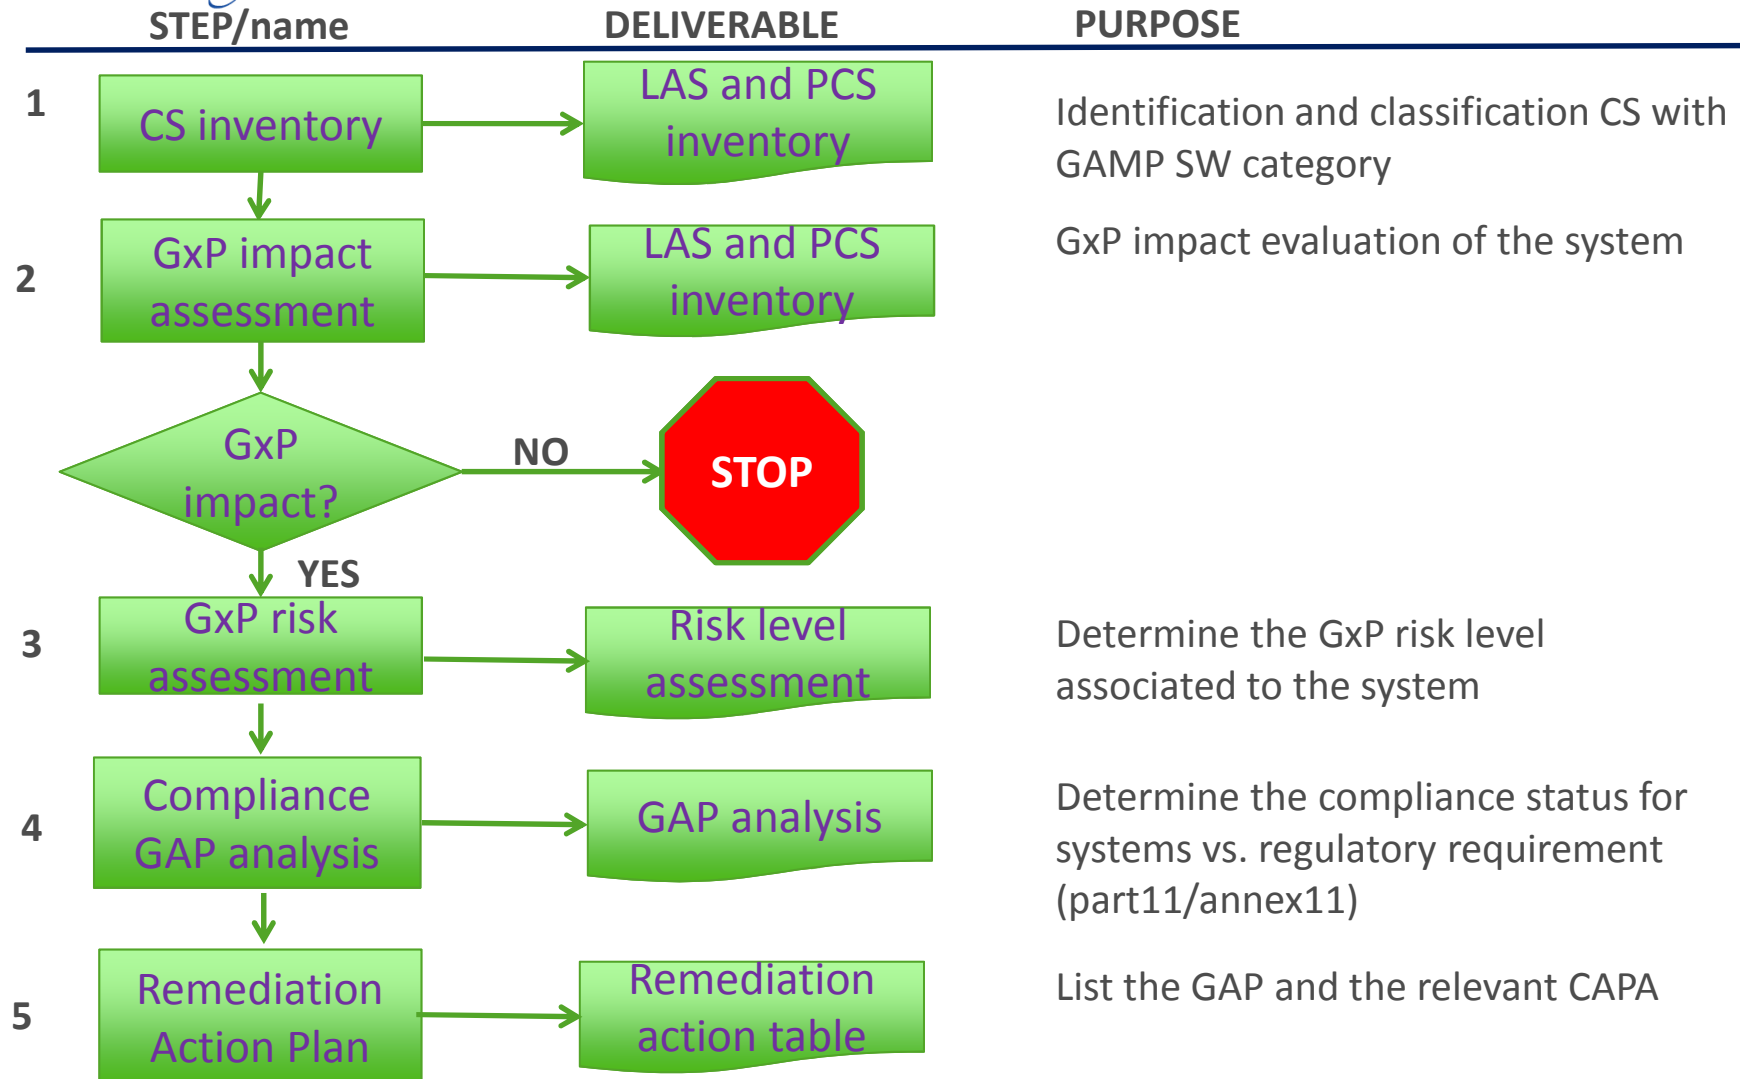 STEP/name DELIVERABLE PURPOSE
1
CS inventory
LAS and PCS
inventory
Identification and classification CS with
GAMP SW category
2
GxP impact
assessment
LAS and PCS
inventory
GxP impact evaluation of the system
GxP
impact?
NO
STOP
YES
3
GxP risk
assessment
Risk level
assessment
Determine the GxP risk level
associated to the system
4
Compliance
GAP analysis
GAP analysis
Determine the compliance status for
systems vs. regulatory requirement
(part11/annex11)
5
Remediation
Action Plan
Remediation
action table
List the GAP and the relevant CAPA